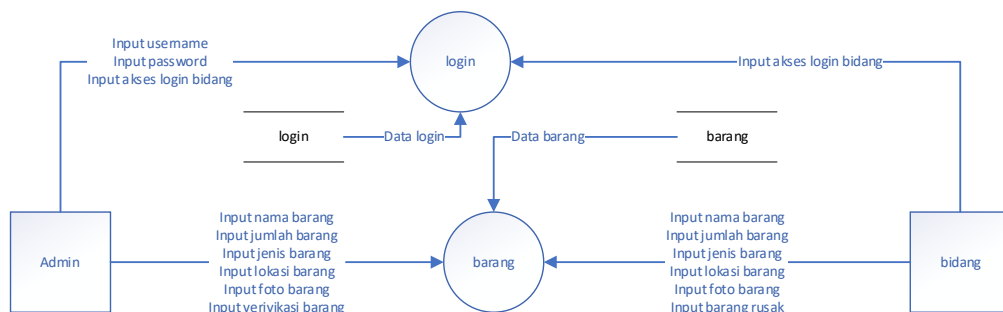 Input username
Input password
Input akses login bidang
login
Input akses login bidang
login
Data login
Data barang
barang
Admin
Input nama barang
Input jumlah barang
Input jenis barang
Input lokasi barang
Input foto barang
Input verivikasi barang
barang
Input nama barang
Input jumlah barang
Input jenis barang
Input lokasi barang
Input foto barang
Input barang rusak
bidang